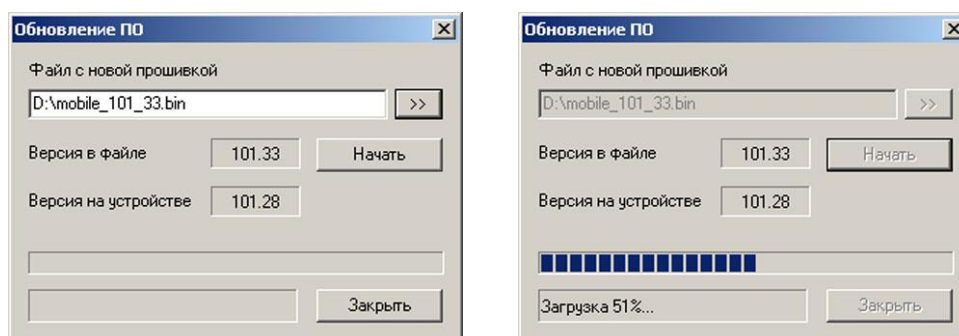 Обновление ПО
Файл с новой прошивкой
D:\mobile_101_33.bin
>>
Версия в файле 101.33 Начать
Версия на устройстве 101.28
Закрыть
Обновление ПО
Файл с новой прошивкой
D:\mobile_101_33.bin
>>
Версия в файле 101.33 Начать
Версия на устройстве 101.28
Загрузка 51%... Закрыть